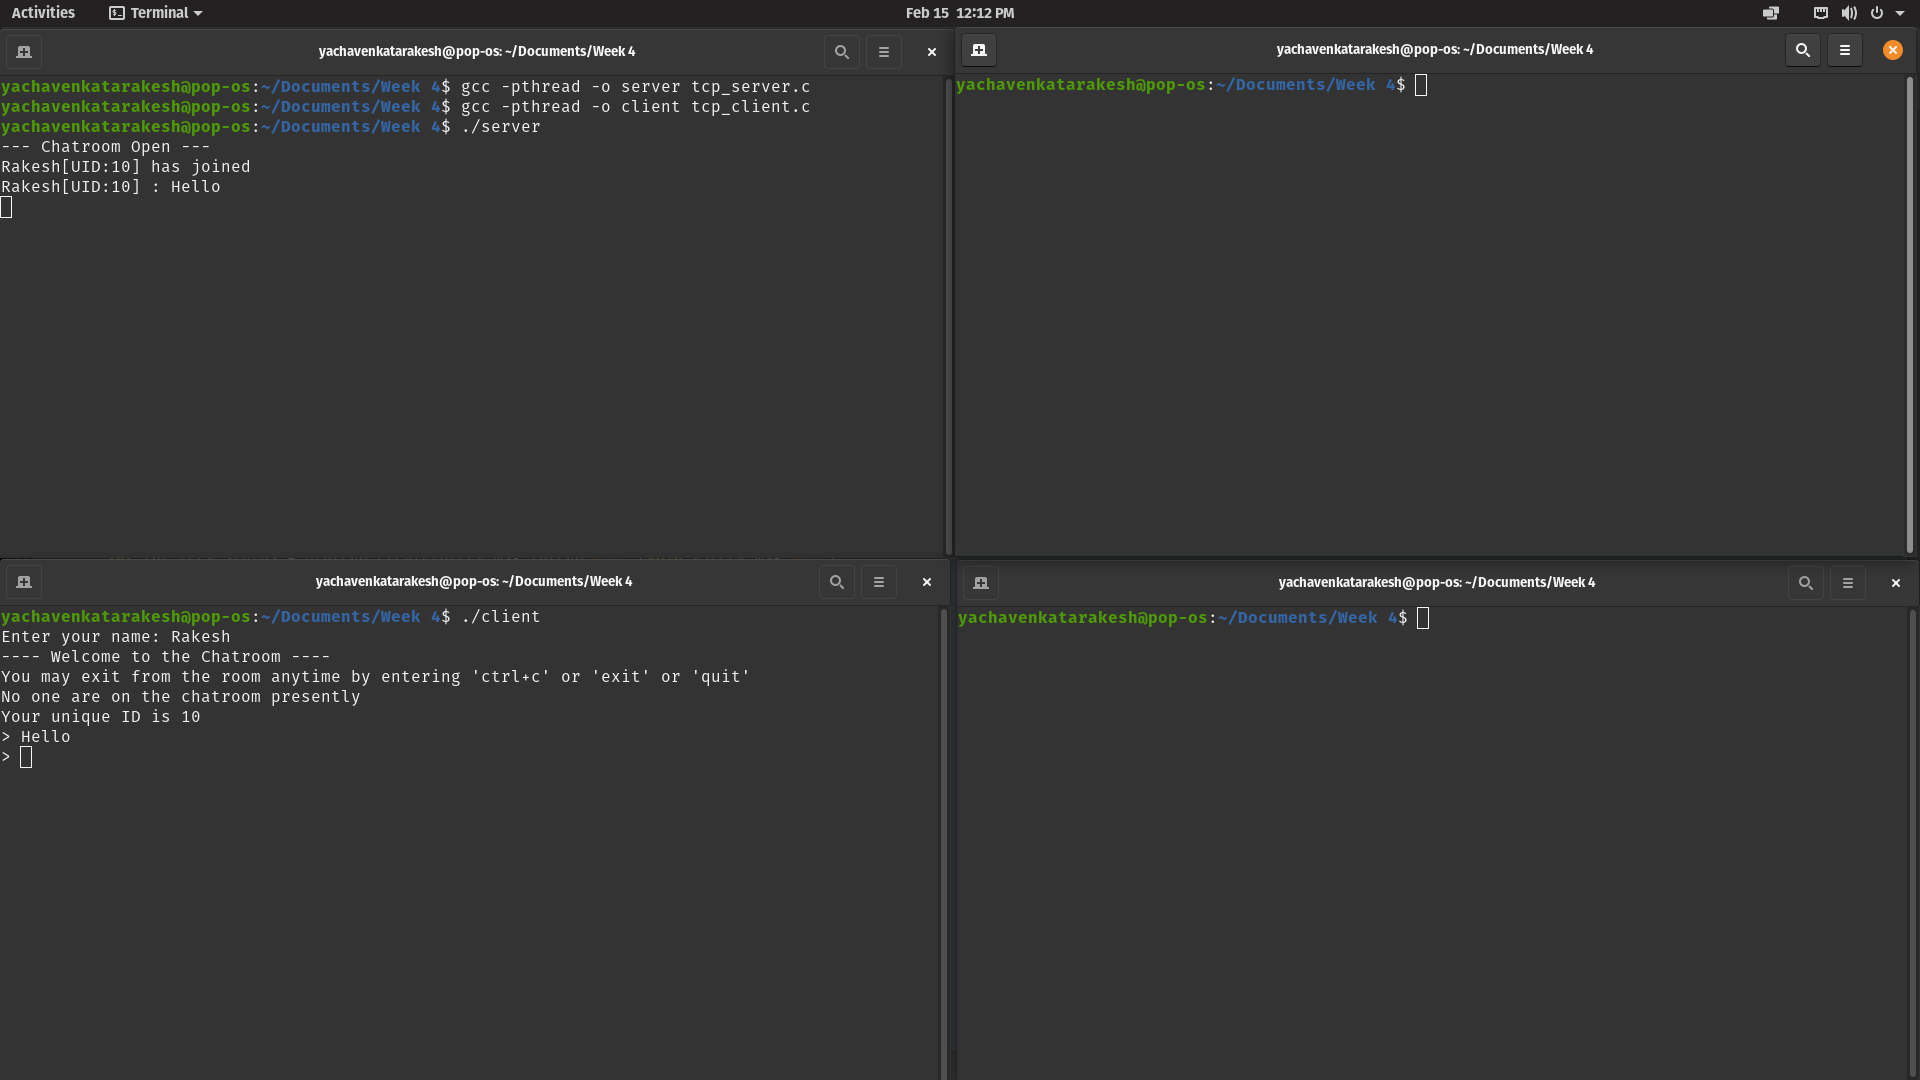 Activities Terminal Feb 15 12:12 PM
yachavenkatarakesh@pop-os: ~/Documents/Week 4
yachavenkatarakesh@pop-os:~/Documents/Week 4$ gcc -pthread -o server tcp_server.c
yachavenkatarakesh@pop-os:~/Documents/Week 4$ gcc -pthread -o client tcp_client.c
yachavenkatarakesh@pop-os:~/Documents/Week 4$ ./server
--- Chatroom Open ---
Rakesh[UID:10] has joined
Rakesh[UID:10] : Hello
yachavenkatarakesh@pop-os: ~/Documents/Week 4
yachavenkatarakesh@pop-os:~/Documents/Week 4$
yachavenkatarakesh@pop-os: ~/Documents/Week 4
yachavenkatarakesh@pop-os:~/Documents/Week 4$ ./client
Enter your name: Rakesh
---- Welcome to the Chatroom ----
You may exit from the room anytime by entering 'ctrl+c' or 'exit' or 'quit'
No one are on the chatroom presently
Your unique ID is 10
> Hello
>
yachavenkatarakesh@pop-os: ~/Documents/Week 4
yachavenkatarakesh@pop-os:~/Documents/Week 4$